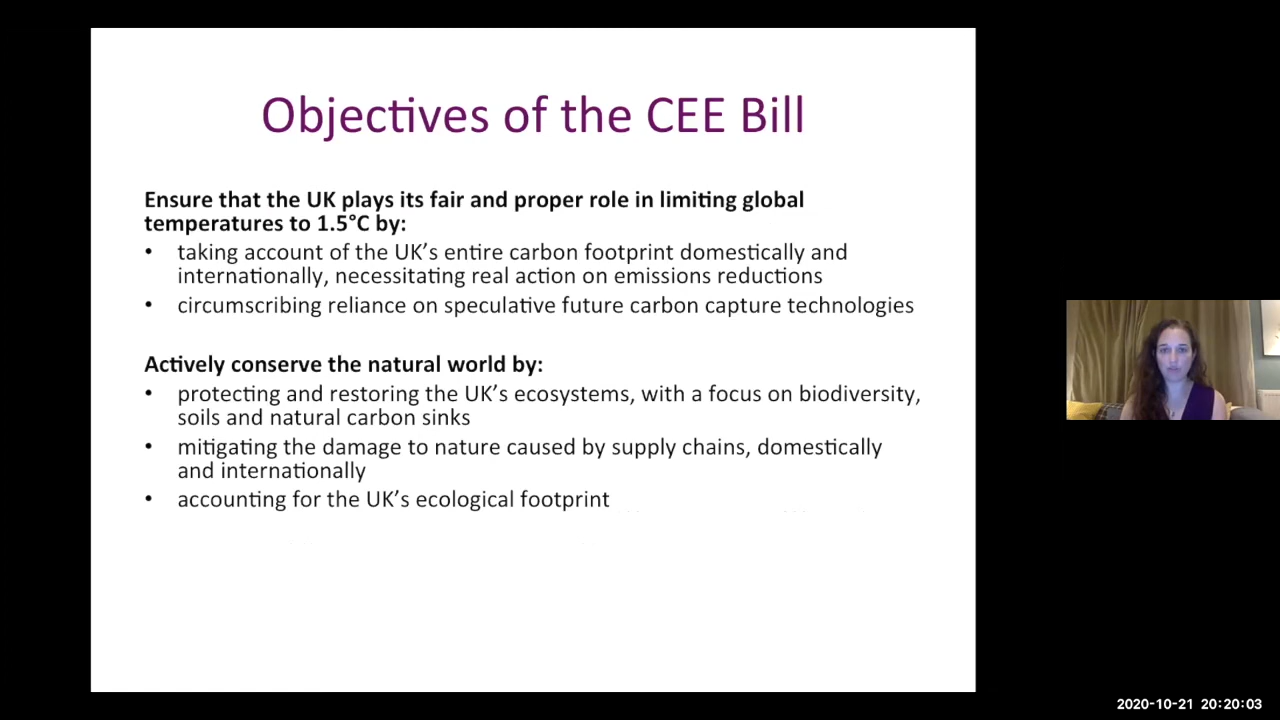 Objectives of the CEE Bill
Ensure that the UK plays its fair and proper role in limiting global
temperatures to 1.5°C by:
• taking account of the UK’s entire carbon footprint domestically and
internationally, necessitating real action on emissions reductions
• circumscribing reliance on speculative future carbon capture technologies
Actively conserve the natural world by:
• protecting and restoring the UK’s ecosystems, with a focus on biodiversity,
soils and natural carbon sinks
• mitigating the damage to nature caused by supply chains, domestically
and internationally
• accounting for the UK’s ecological footprint
2020-10-21 20:20:03